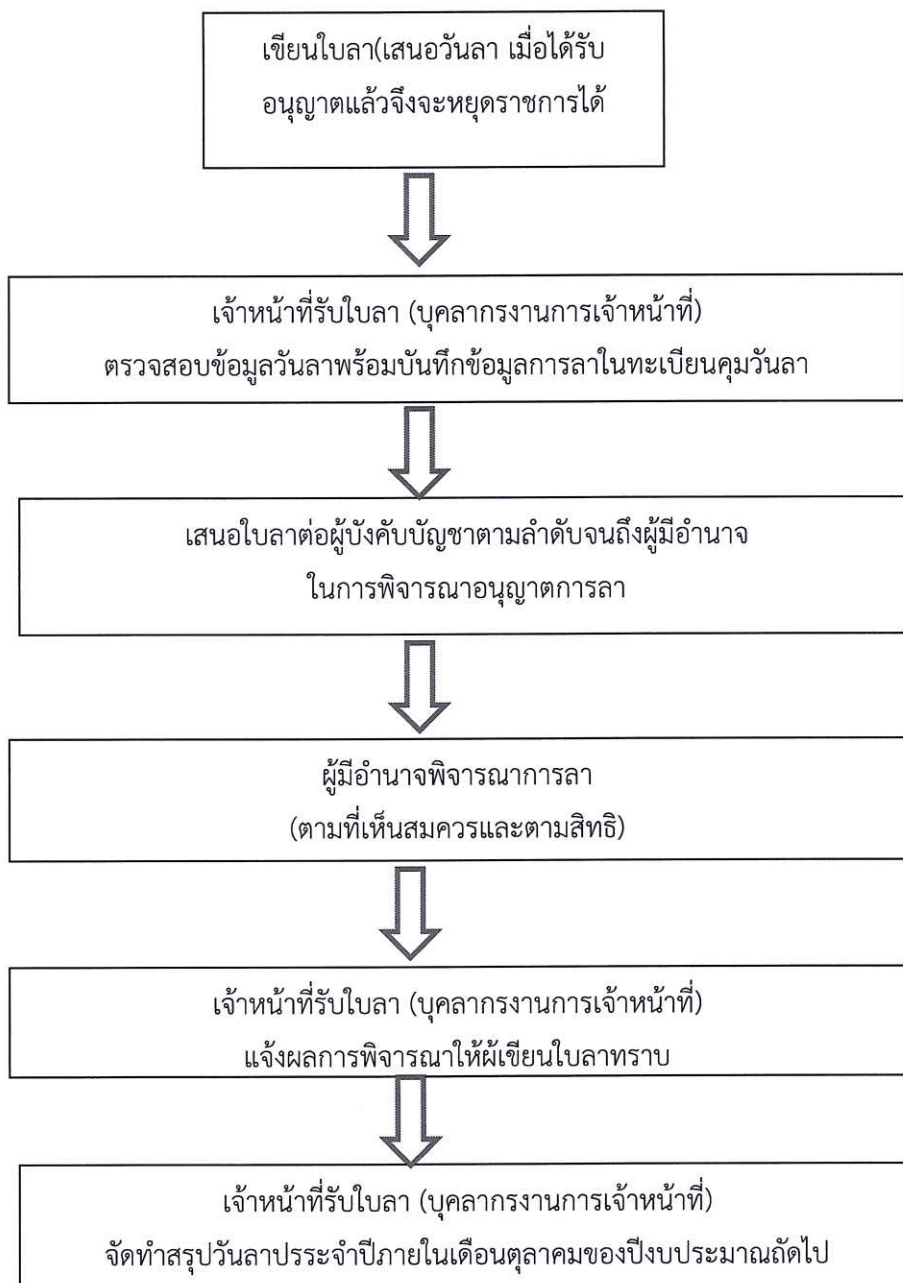 เขียนใบลา(เสนอวันลา เมื่อได้รับ
อนุญาตแล้วจึงจะหยุดราชการได้
เจ้าหน้าที่รับใบลา (บุคลากรงานการเจ้าหน้าที่)
ตรวจสอบข้อมูลวันลาพร้อมบันทึกข้อมูลการลาในทะเบียนคุมวันลา
เสนอใบลาต่อผู้บังคับบัญชาตามลำดับจนถึงผู้มีอำนาจ
ในการพิจารณาอนุญาตการลา
ผู้มีอำนาจพิจารณาการลา
(ตามที่เห็นสมควรและตามสิทธิ)
เจ้าหน้าที่รับใบลา (บุคลากรงานการเจ้าหน้าที่)
แจ้งผลการพิจารณาให้ผู้เขียนใบลาทราบ
เจ้าหน้าที่รับใบลา (บุคลากรงานการเจ้าหน้าที่)
จัดทำสรุปวันลาปรระจำปีภายในเดือนตุลาคมของปีงบประมาณถัดไป